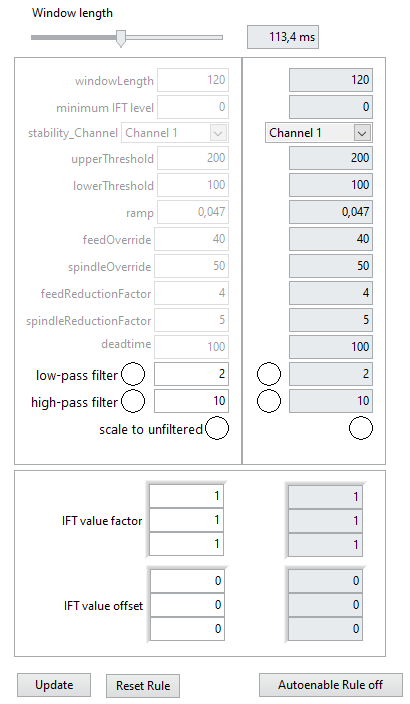 Window length
113,4 ms
windowLength 120 120
minimum IFT level 0 0
stability_Channel Channel 1 Channel 1
upperThreshold 200 200
lowerThreshold 100 100
ramp 0,047 0,047
feedOverride 40 40
spindleOverride 50 50
feedReductionFactor 4 4
spindleReductionFactor 5 5
deadtime 100 100
low-pass filter 2 2
high-pass filter 10 10
scale to unfiltered
1 1
IFT value factor 1 1
1 1
0 0
IFT value offset 0 0
0 0
Update Reset Rule Autoenable Rule off